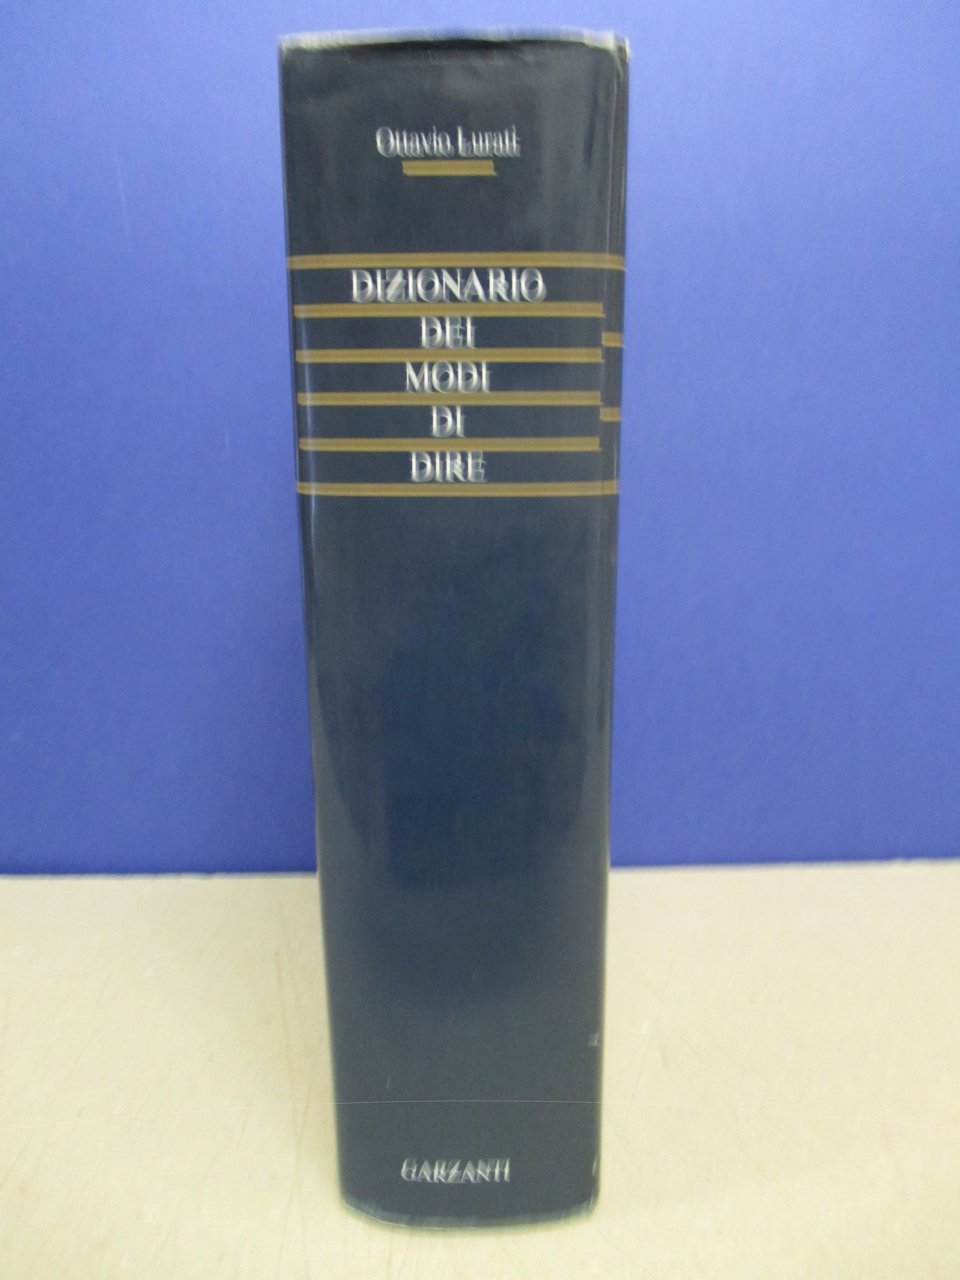 Ottavio Lurati
DIZIONARIO
DEI
MODI
DI
DIRE
GARZANTI